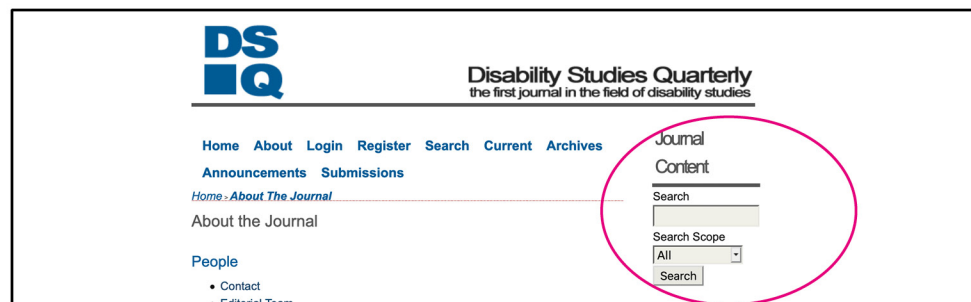 DS
Q
Disability Studies Quarterly
the first journal in the field of disability studies
Home About Login Register Search Current Archives
Announcements Submissions
Home > About The Journal
About the Journal
People
• Contact
• Editorial Team
Journal
Content
Search
Search Scope
All
Search